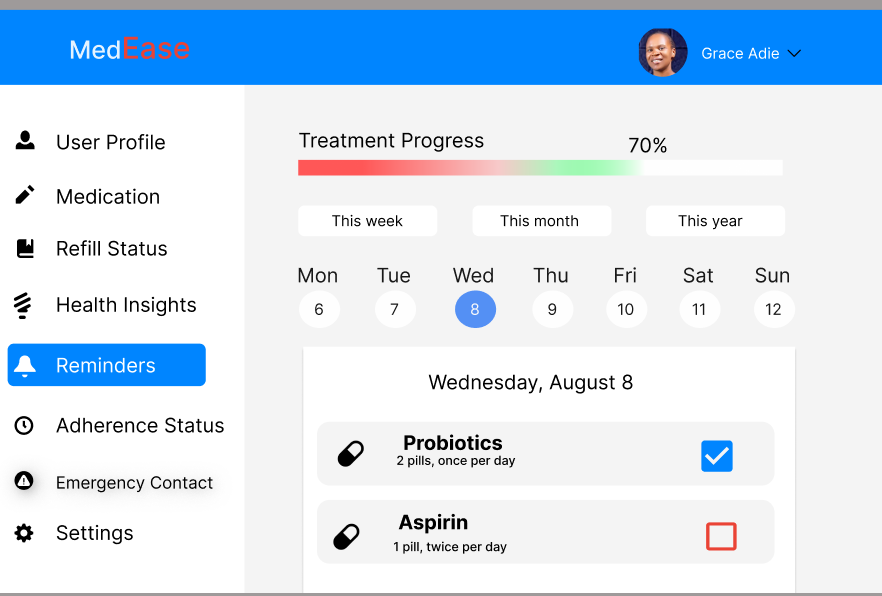 MedEase
Grace Adie
User Profile
Medication
Refill Status
Health Insights
Reminders
Adherence Status
Emergency Contact
Settings
Treatment Progress
70%
This week This month This year
Mon Tue Wed Thu Fri Sat Sun
6 7 8 9 10 11 12
Wednesday, August 8
Probiotics
2 pills, once per day
Aspirin
1 pill, twice per day